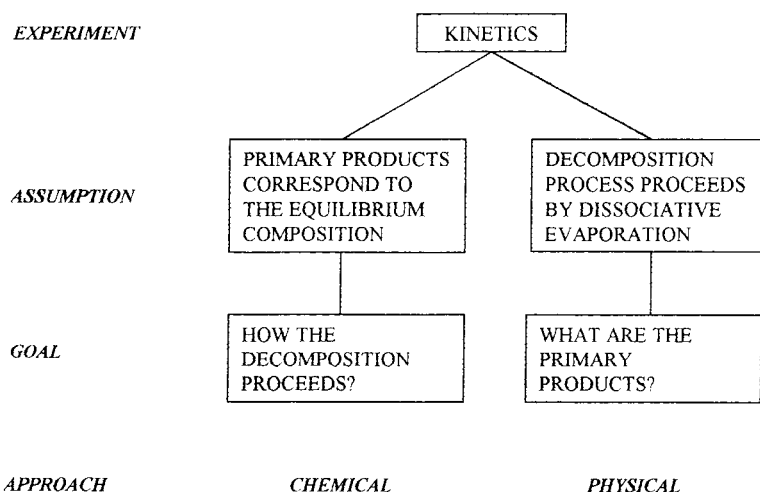 EXPERIMENT
KINETICS
ASSUMPTION
PRIMARY PRODUCTS
CORRESPOND TO
THE EQUILIBRIUM
COMPOSITION
DECOMPOSITION
PROCESS PROCEEDS
BY DISSOCIATIVE
EVAPORATION
GOAL
HOW THE
DECOMPOSITION
PROCEEDS?
WHAT ARE THE
PRIMARY
PRODUCTS?
APPROACH
CHEMICAL
PHYSICAL